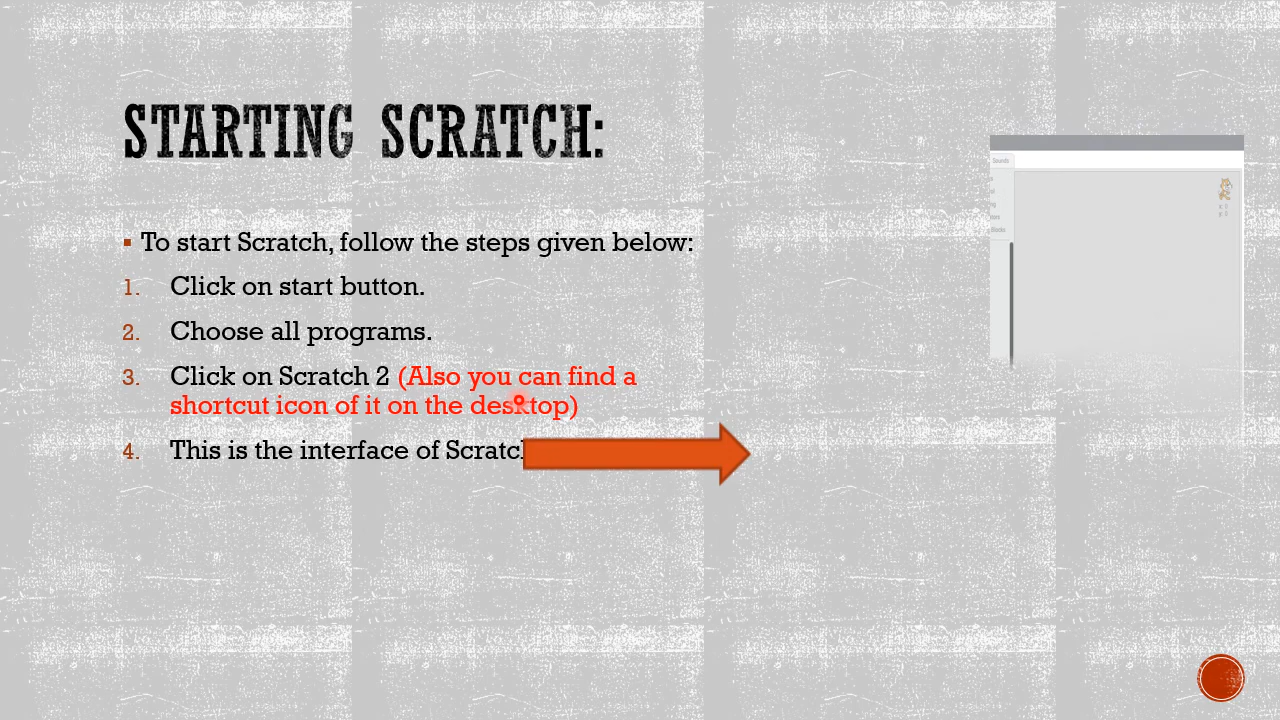 STARTING SCRATCH:
▪ To start Scratch, follow the steps given below:
1. Click on start button.
2. Choose all programs.
3. Click on Scratch 2 (Also you can find a
shortcut icon of it on the desktop)
4. This is the interface of Scratch
Sounds